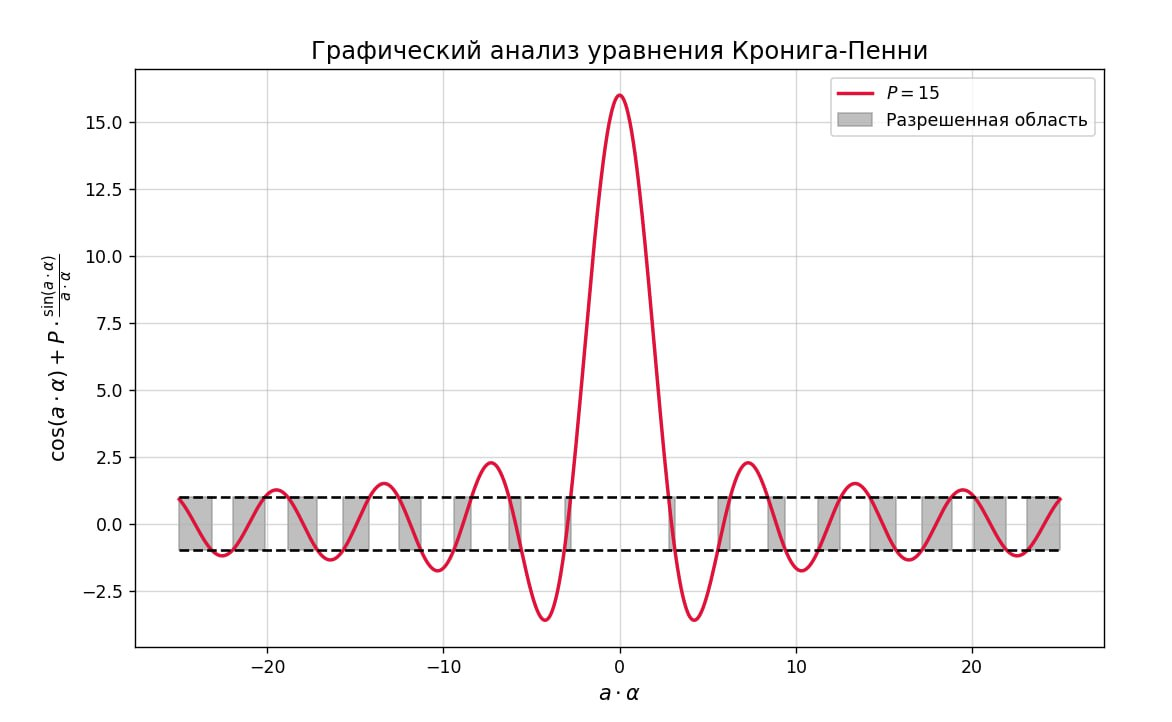 Графический анализ уравнения Кронига-Пенни
P = 15
Разрешенная область
cos(a · α) + P · sin(a · α) / a · α
15.0
12.5
10.0
7.5
5.0
2.5
0.0
−2.5
−20
−10
0
10
20
a · α